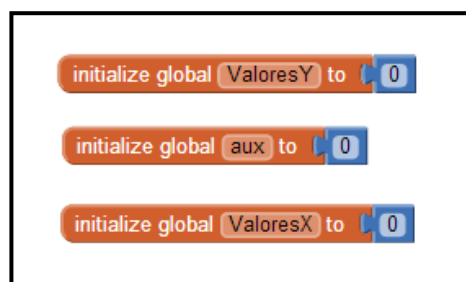 initialize global ValoresY to 0
initialize global aux to 0
initialize global ValoresX to 0